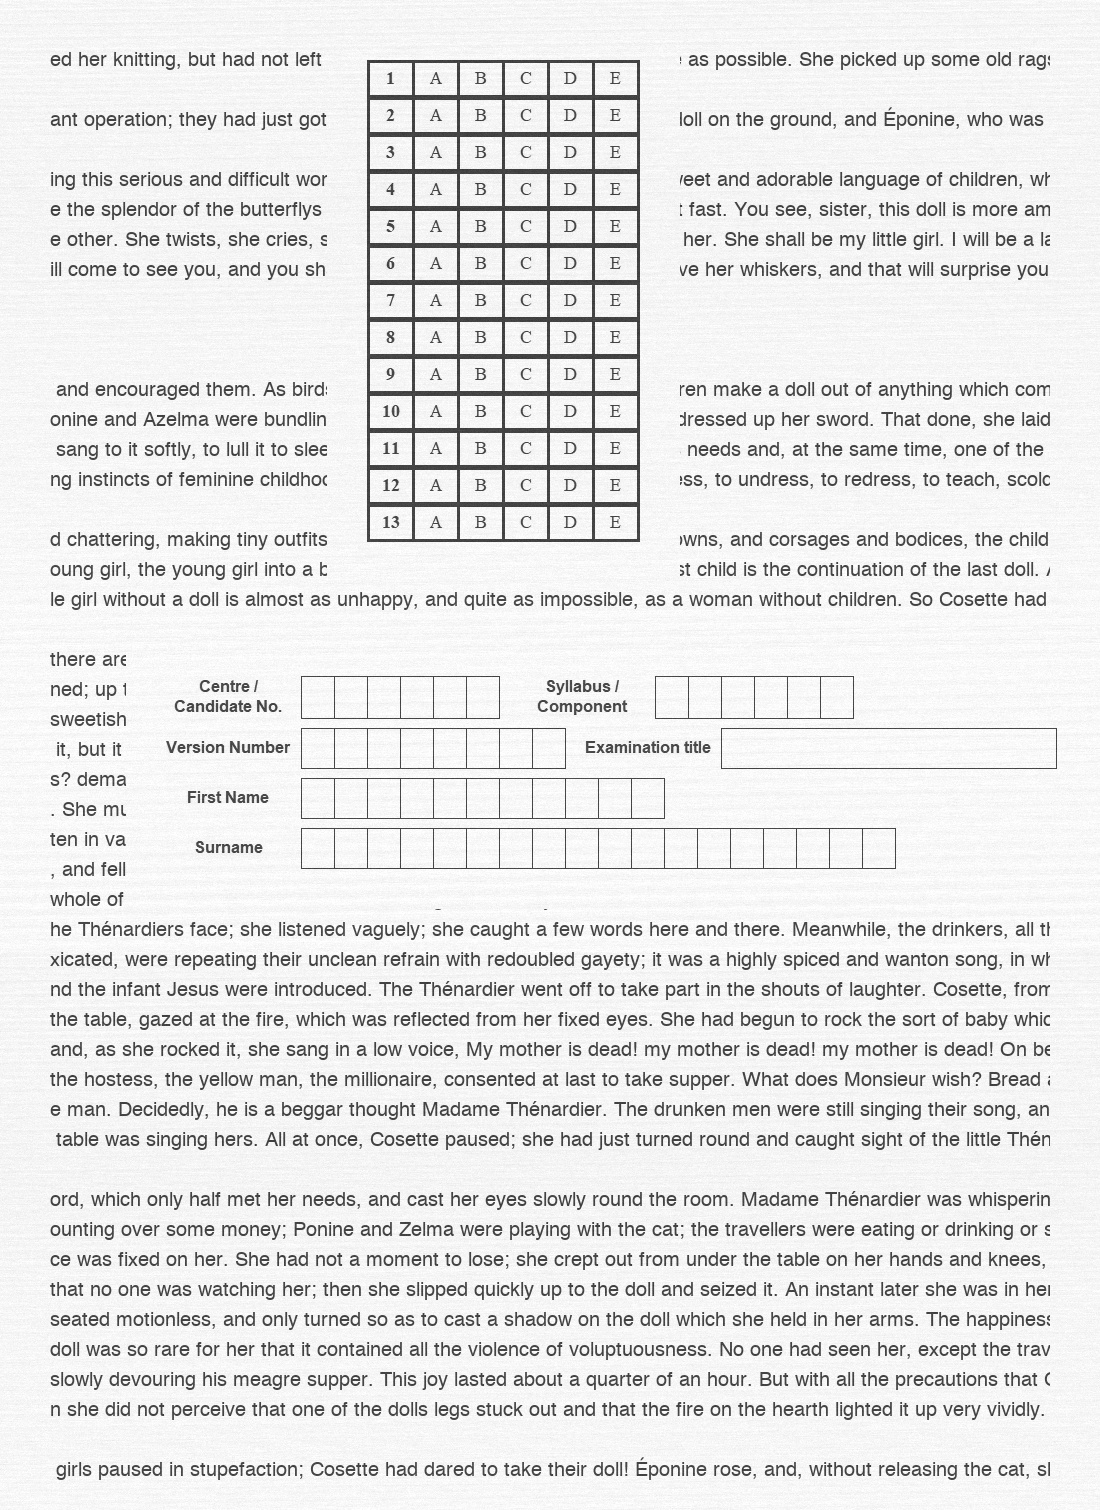 ed her knitting, but had not left as possible. She picked up some old rags
ant operation; they had just got doll on the ground, and Éponine, who was
ing this serious and difficult sweet and adorable language of children,
e the splendor of the butterflys fast. You see, sister, this doll is more
e other. She twists, she cries, her. She shall be my little girl. I will be a
ill come to see you, and you her whiskers, and that will surprise you
1 A B C D E
2 A B C D E
3 A B C D E
4 A B C D E
5 A B C D E
6 A B C D E
7 A B C D E
8 A B C D E
9 A B C D E
10 A B C D E
11 A B C D E
12 A B C D E
13 A B C D E
and encouraged them. As birds ren make a doll out of anything which com
onine and Azelma were bundlin dressed up her sword. That done, she laid
sang to it softly, to lull it to needs and, at the same time, one of the
ng instincts of feminine ess, to undress, to redress, to teach, scold
d chattering, making tiny outfits owns, and corsages and bodices, the child
oung girl, the young girl into a st child is the continuation of the last doll.
le girl without a doll is almost as unhappy, and quite as impossible, as a woman without children. So Cosette had
there are
ned; up
sweetish
it, but it
s? dema
. She mu
ten in va
, and fell
whole of
Centre / Candidate No.
Syllabus / Component
Version Number
Examination title
First Name
Surname
he Thénardiers face; she listened vaguely; she caught a few words here and there. Meanwhile, the drinkers, all
xicated, were repeating their unclean refrain with redoubled gayety; it was a highly spiced and wanton song, in
nd the infant Jesus were introduced. The Thénardier went off to take part in the shouts of laughter. Cosette, from
the table, gazed at the fire, which was reflected from her fixed eyes. She had begun to rock the sort of baby
and, as she rocked it, she sang in a low voice, My mother is dead! my mother is dead! my mother is dead! On be
the hostess, the yellow man, the millionaire, consented at last to take supper. What does Monsieur wish? Bread
e man. Decidedly, he is a beggar thought Madame Thénardier. The drunken men were still singing their song, an
table was singing hers. All at once, Cosette paused; she had just turned round and caught sight of the little Thén
ord, which only half met her needs, and cast her eyes slowly round the room. Madame Thénardier was whisperin
ounting over some money; Ponine and Zelma were playing with the cat; the travellers were eating or drinking or
ce was fixed on her. She had not a moment to lose; she crept out from under the table on her hands and knees,
that no one was watching her; then she slipped quickly up to the doll and seized it. An instant later she was in her
seated motionless, and only turned so as to cast a shadow on the doll which she held in her arms. The happiness
doll was so rare for her that it contained all the violence of voluptuousness. No one had seen her, except the trav
slowly devouring his meagre supper. This joy lasted about a quarter of an hour. But with all the precautions that
n she did not perceive that one of the dolls legs stuck out and that the fire on the hearth lighted it up very vividly.
girls paused in stupefaction; Cosette had dared to take their doll! Éponine rose, and, without releasing the cat,